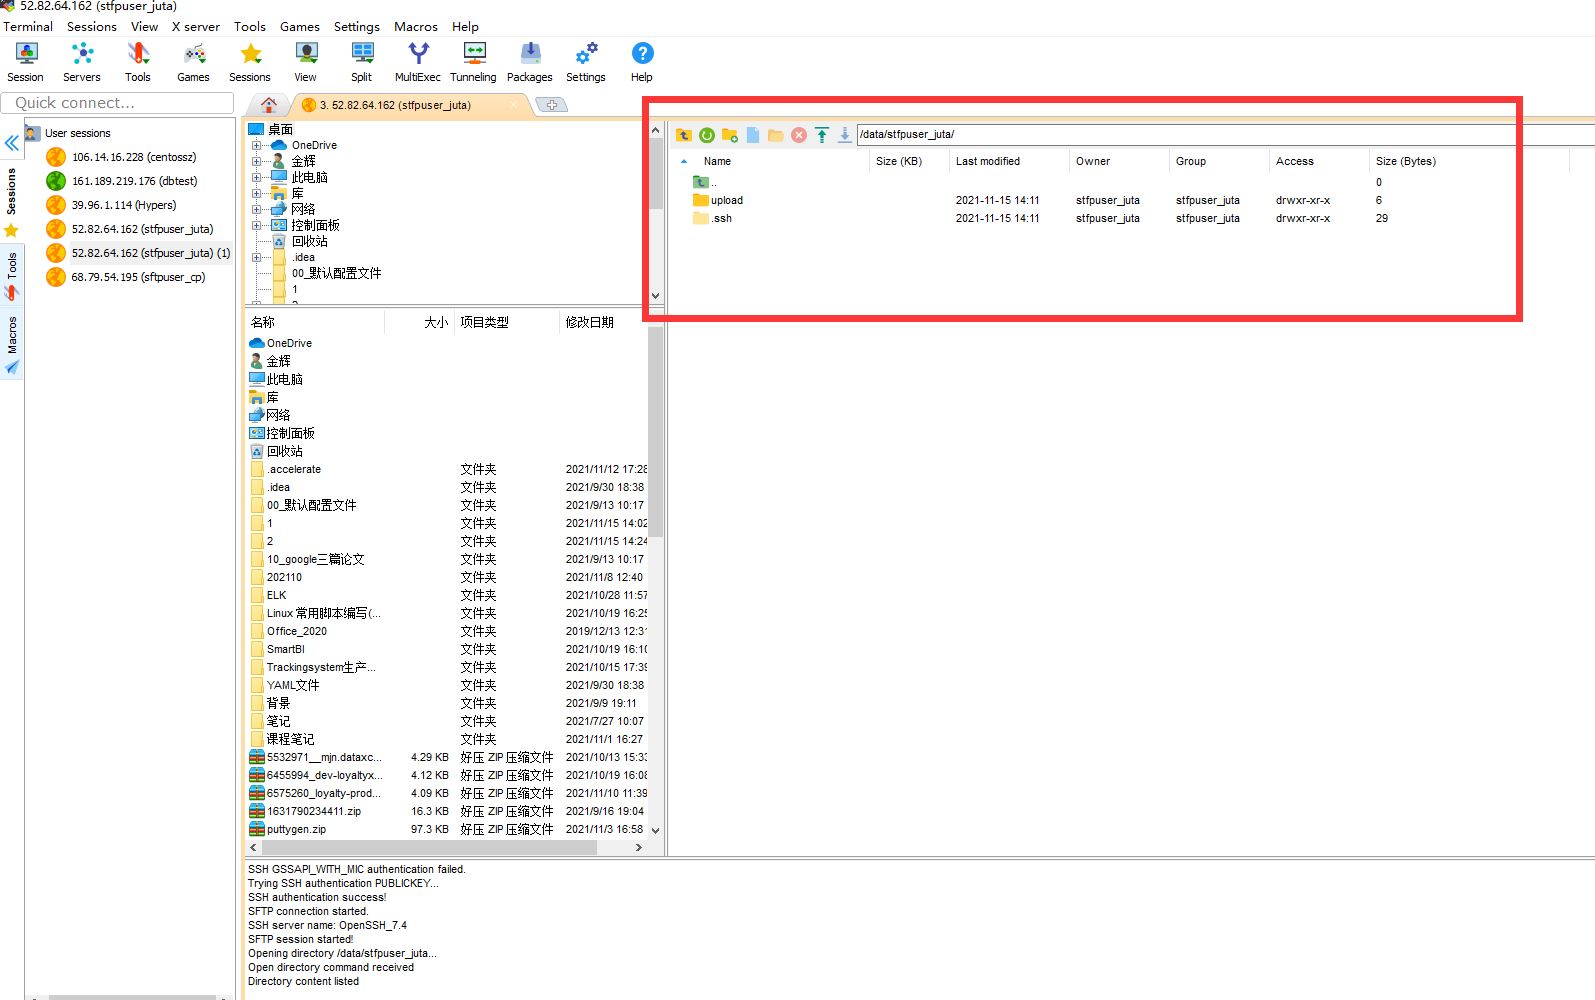 52.82.64.162 (stfpuser_juta)
Terminal Sessions View X server Tools Games Settings Macros Help
Session Servers Tools Games Sessions View Split MultiExec Tunneling Packages Settings Help
Quick connect...
3. 52.82.64.162 (stfpuser_juta)
Sessions
Tools
Macros
User sessions
106.14.16.228 (centossz)
161.189.219.176 (dbtest)
39.96.1.114 (Hypers)
52.82.64.162 (stfpuser_juta)
52.82.64.162 (stfpuser_juta) (1)
68.79.54.195 (sftpuser_cp)
桌面
OneDrive
金辉
此电脑
库
网络
控制面板
回收站
.idea
00_默认配置文件
1
/data/stfpuser_juta/
Name Size (KB) Last modified Owner Group Access Size (Bytes)
.. 0
upload 2021-11-15 14:11 stfpuser_juta stfpuser_juta drwxr-xr-x 6
.ssh 2021-11-15 14:11 stfpuser_juta stfpuser_juta drwxr-xr-x 29
名称 大小 项目类型 修改日期
OneDrive
金辉
此电脑
库
网络
控制面板
回收站
.accelerate 文件夹 2021/11/12 17:28
.idea 文件夹 2021/9/30 18:38
00_默认配置文件 文件夹 2021/9/13 10:17
1 文件夹 2021/11/15 14:02
2 文件夹 2021/11/15 14:24
10_google三篇论文 文件夹 2021/9/13 10:17
202110 文件夹 2021/11/8 12:40
ELK 文件夹 2021/10/28 11:57
Linux 常用脚本编写(... 文件夹 2021/10/19 16:25
Office_2020 文件夹 2019/12/13 12:31
SmartBI 文件夹 2021/10/19 16:10
Trackingsystem生产... 文件夹 2021/10/15 17:39
YAML文件 文件夹 2021/9/30 18:38
背景 文件夹 2021/9/9 19:11
笔记 文件夹 2021/7/27 10:07
课程笔记 文件夹 2021/11/1 16:27
5532971__mjn.dataxc... 4.29 KB 好压 ZIP 压缩文件 2021/10/13 15:33
6455994_dev-loyaltyx... 4.12 KB 好压 ZIP 压缩文件 2021/10/19 16:08
6575260_loyalty-prod... 4.09 KB 好压 ZIP 压缩文件 2021/11/10 11:39
1631790234411.zip 16.3 KB 好压 ZIP 压缩文件 2021/9/16 19:04
puttygen.zip 97.3 KB 好压 ZIP 压缩文件 2021/11/3 16:58
SSH GSSAPI_WITH_MIC authentication failed.
Trying SSH authentication PUBLICKEY...
SSH authentication success!
SFTP connection started.
SSH server name: OpenSSH_7.4
SFTP session started!
Opening directory /data/stfpuser_juta...
Open directory command received
Directory content listed